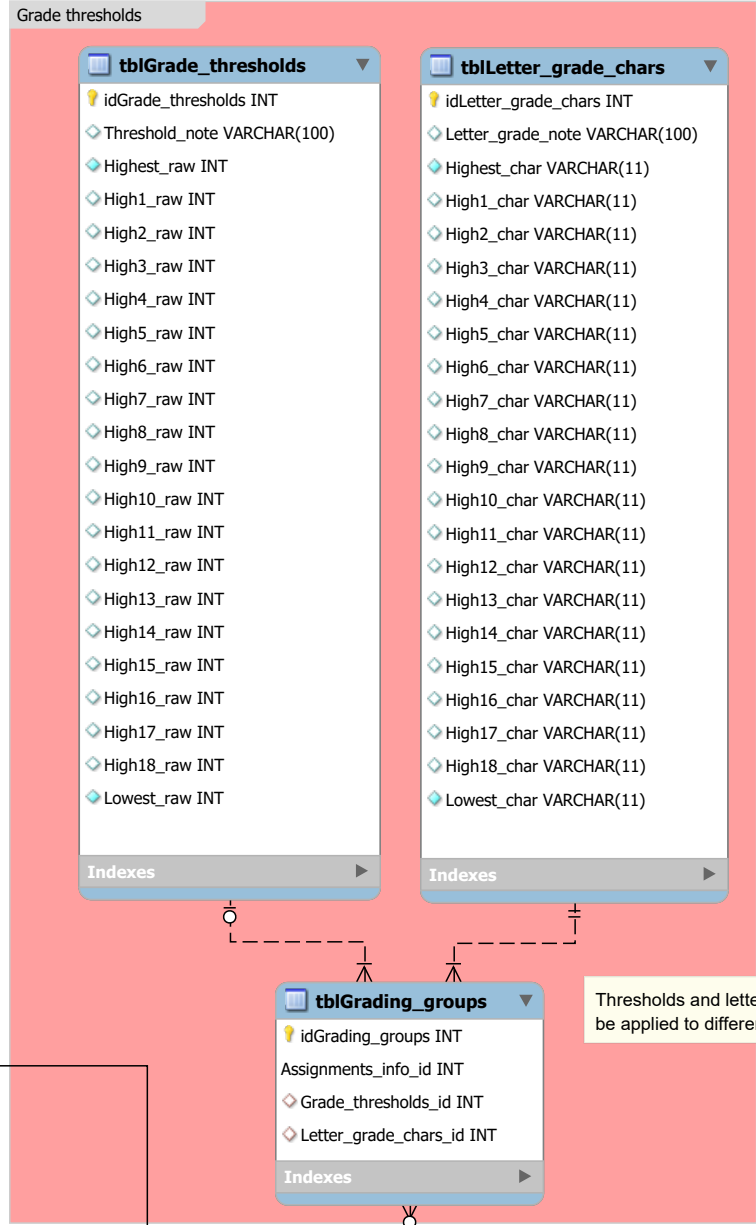 Grade thresholds
tblGrade_thresholds
idGrade_thresholds INT
Threshold_note VARCHAR(100)
Highest_raw INT
High1_raw INT
High2_raw INT
High3_raw INT
High4_raw INT
High5_raw INT
High6_raw INT
High7_raw INT
High8_raw INT
High9_raw INT
High10_raw INT
High11_raw INT
High12_raw INT
High13_raw INT
High14_raw INT
High15_raw INT
High16_raw INT
High17_raw INT
High18_raw INT
Lowest_raw INT
Indexes
tblLetter_grade_chars
idLetter_grade_chars INT
Letter_grade_note VARCHAR(100)
Highest_char VARCHAR(11)
High1_char VARCHAR(11)
High2_char VARCHAR(11)
High3_char VARCHAR(11)
High4_char VARCHAR(11)
High5_char VARCHAR(11)
High6_char VARCHAR(11)
High7_char VARCHAR(11)
High8_char VARCHAR(11)
High9_char VARCHAR(11)
High10_char VARCHAR(11)
High11_char VARCHAR(11)
High12_char VARCHAR(11)
High13_char VARCHAR(11)
High14_char VARCHAR(11)
High15_char VARCHAR(11)
High16_char VARCHAR(11)
High17_char VARCHAR(11)
High18_char VARCHAR(11)
Lowest_char VARCHAR(11)
Indexes
tblGrading_groups
idGrading_groups INT
Assignments_info_id INT
Grade_thresholds_id INT
Letter_grade_chars_id INT
Indexes
Thresholds and
be applied to